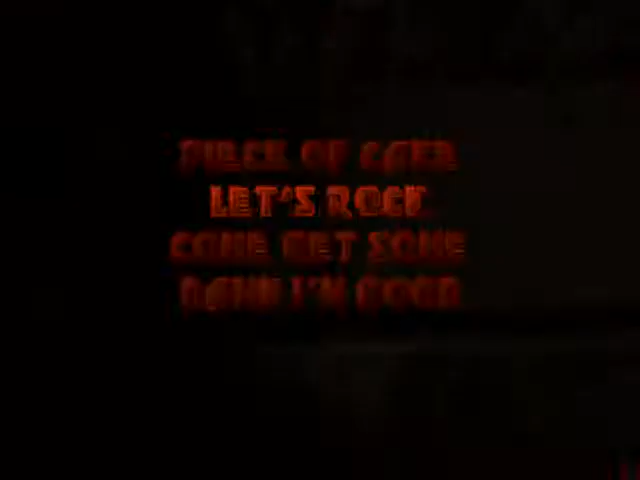 PIECE OF CAKE
LET'S ROCK
COME GET SOME
DAMN I'M GOOD